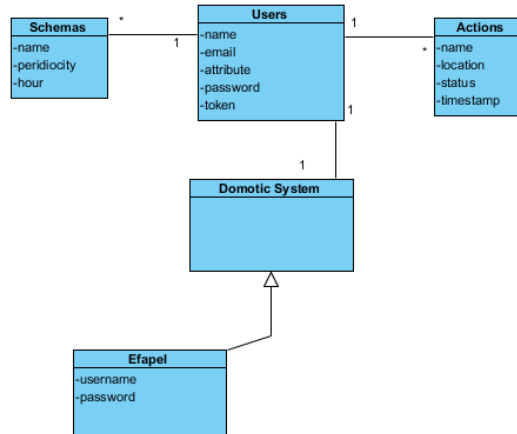 Schemas
-name
-peridiocity
-hour
*
1
Users
-name
-email
-attribute
-password
-token
1
*
Actions
-name
-location
-status
-timestamp
1
1
Domotic System
Efapel
-username
-password